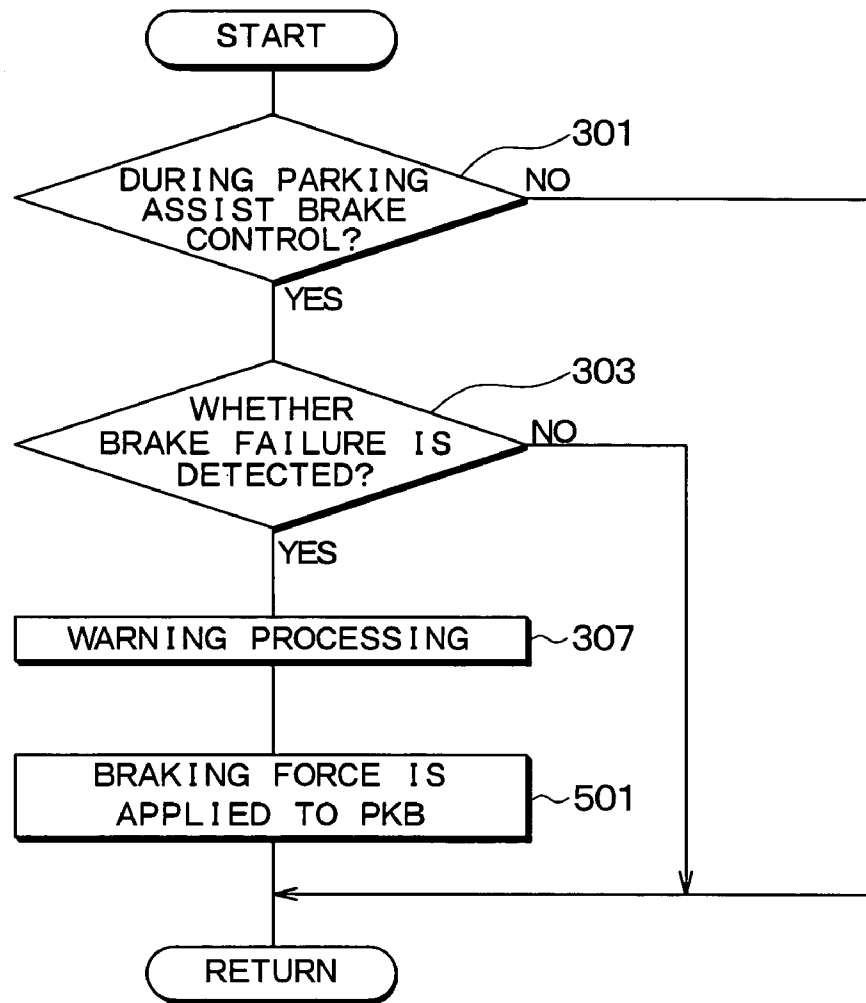 START
301
DURING PARKING
ASSIST BRAKE
CONTROL?
NO
YES
303
WHETHER
BRAKE FAILURE IS
DETECTED?
NO
YES
WARNING PROCESSING
307
BRAKING FORCE IS
APPLIED TO PKB
501
RETURN